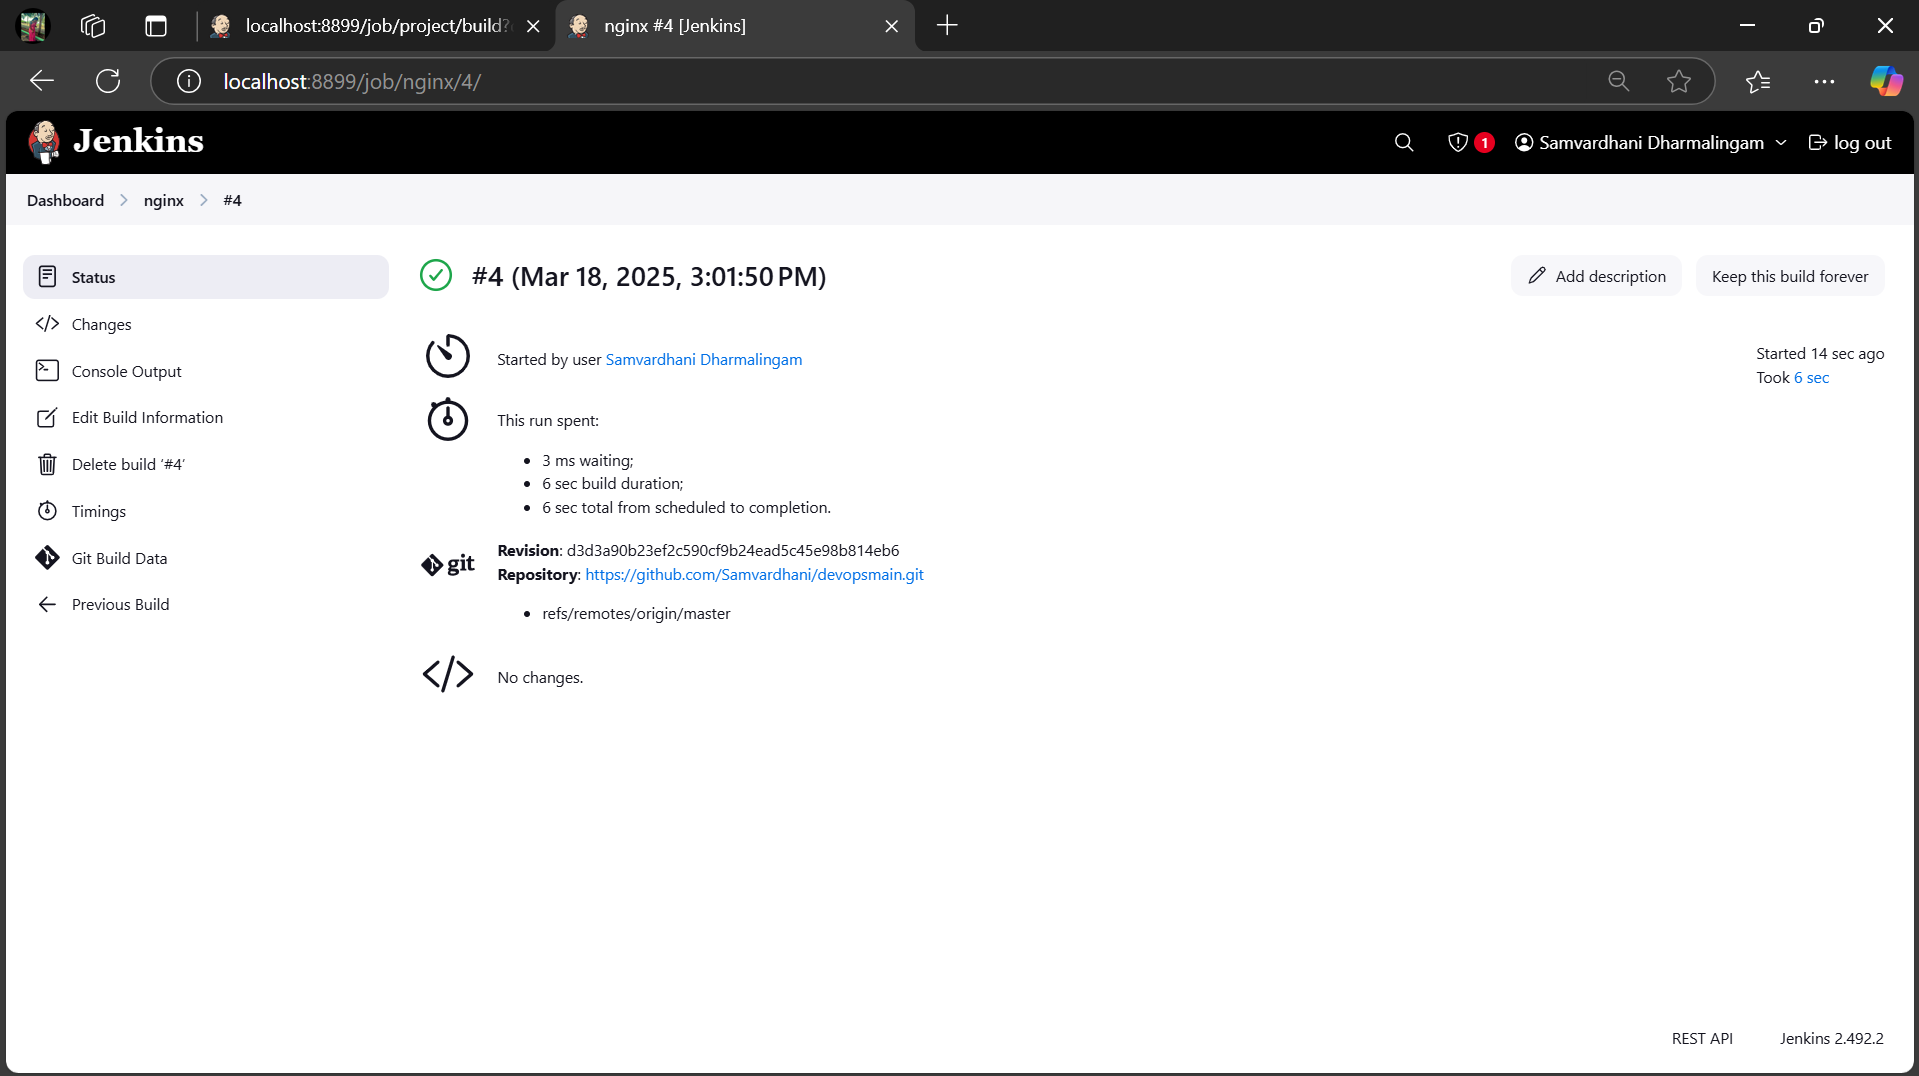 localhost:8899/job/project/build?
nginx #4 [Jenkins]
localhost:8899/job/nginx/4/
Jenkins
1
Samvardhani Dharmalingam
log out
Dashboard
nginx
#4
Status
Changes
Console Output
Edit Build Information
Delete build ‘#4’
Timings
Git Build Data
Previous Build
#4 (Mar 18, 2025, 3:01:50 PM)
Add description
Keep this build forever
Started by user Samvardhani Dharmalingam
Started 14 sec ago
Took 6 sec
This run spent:
3 ms waiting;
6 sec build duration;
6 sec total from scheduled to completion.
git
Revision: d3d3a90b23ef2c590cf9b24ead5c45e98b814eb6
Repository: https://github.com/Samvardhani/devopsmain.git
refs/remotes/origin/master
No changes.
REST API
Jenkins 2.492.2